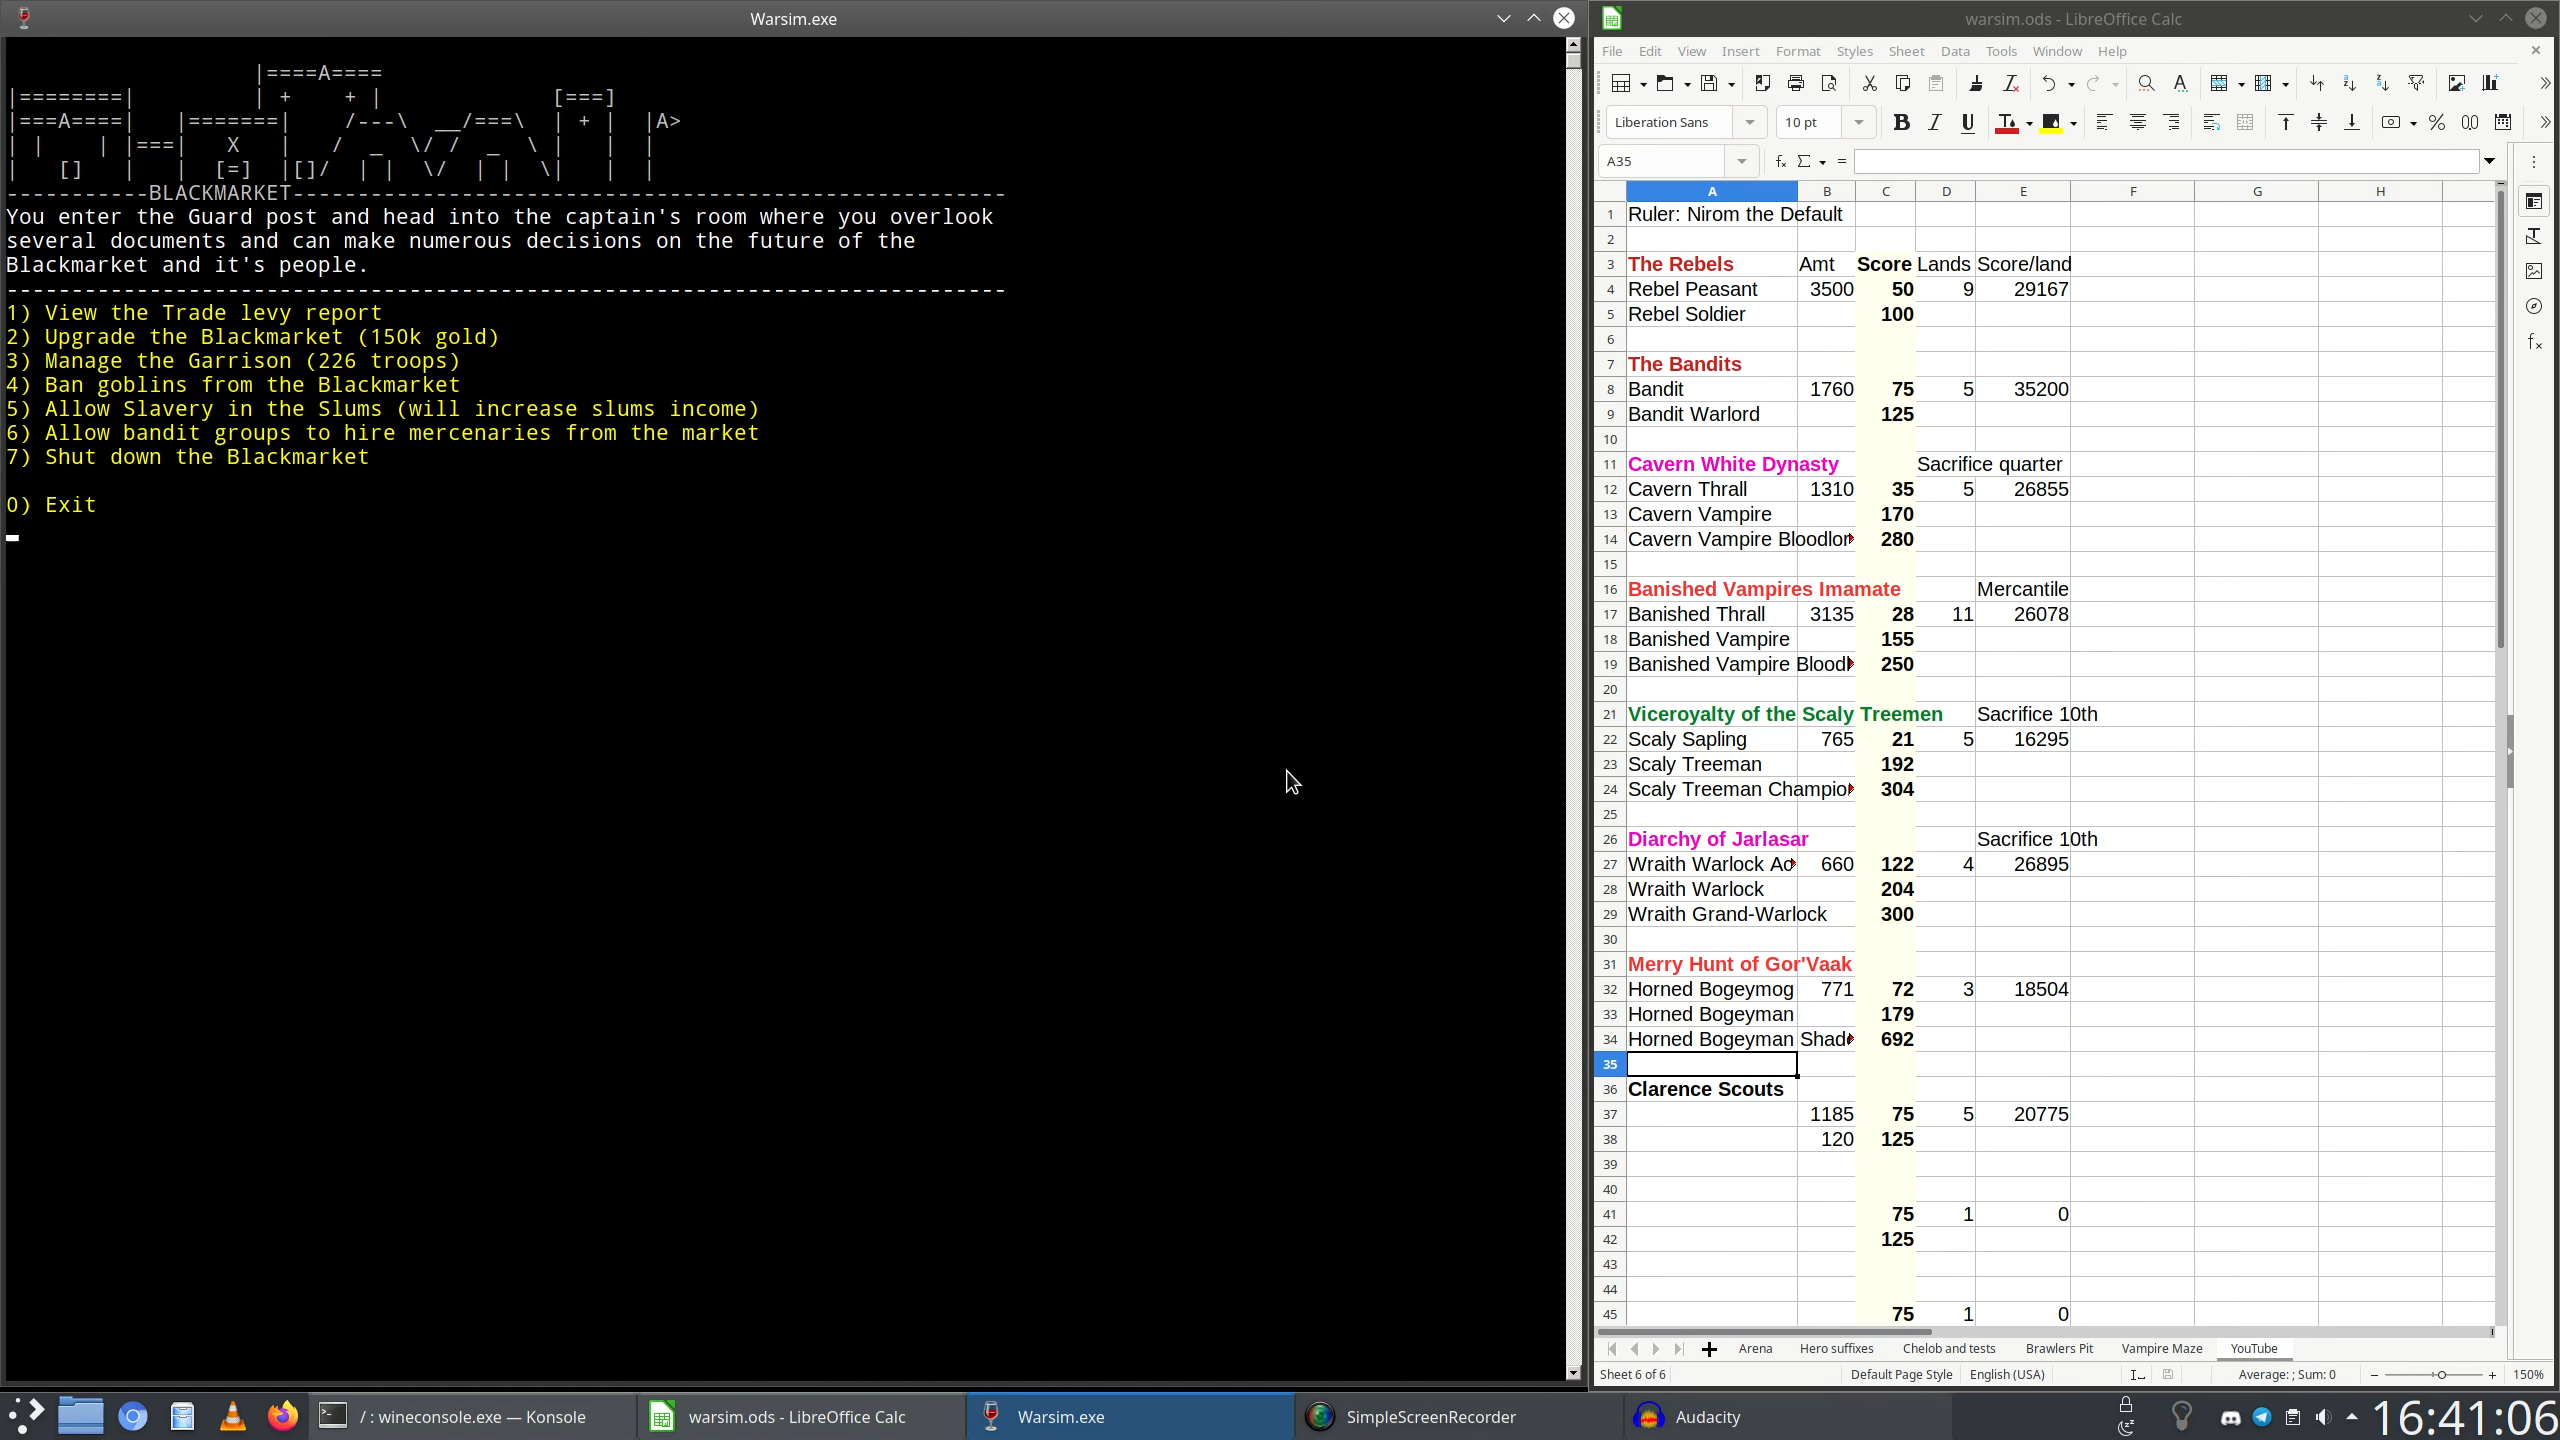 Warsim.exe
|====A====
|========| | + + | [===]
|===A====| |=======| /---\ __/===\ | + | |A>
| | | |===| X | / _ \/ / _ \ | | |
| [] | | [=] |[]/ | | \/ | | \| | |
-----------BLACKMARKET-------------------------------------------------------
You enter the Guard post and head into the captain's room where you overlook
several documents and can make numerous decisions on the future of the
Blackmarket and it's people.
-----------------------------------------------------------------------------
1) View the Trade levy report
2) Upgrade the Blackmarket (150k gold)
3) Manage the Garrison (226 troops)
4) Ban goblins from the Blackmarket
5) Allow Slavery in the Slums (will increase slums income)
6) Allow bandit groups to hire mercenaries from the market
7) Shut down the Blackmarket
0) Exit
warsim.ods - LibreOffice Calc
File Edit View Insert Format Styles Sheet Data Tools Window Help
Liberation Sans 10 pt
A35
A B C D E F G H
1 Ruler: Nirom the Default
2
3 The Rebels Amt Score Lands Score/land
4 Rebel Peasant 3500 50 9 29167
5 Rebel Soldier 100
6
7 The Bandits
8 Bandit 1760 75 5 35200
9 Bandit Warlord 125
10
11 Cavern White Dynasty Sacrifice quarter
12 Cavern Thrall 1310 35 5 26855
13 Cavern Vampire 170
14 Cavern Vampire Bloodlor 280
15
16 Banished Vampires Imamate Mercantile
17 Banished Thrall 3135 28 11 26078
18 Banished Vampire 155
19 Banished Vampire Bloodl 250
20
21 Viceroyalty of the Scaly Treemen Sacrifice 10th
22 Scaly Sapling 765 21 5 16295
23 Scaly Treeman 192
24 Scaly Treeman Champio 304
25
26 Diarchy of Jarlasar Sacrifice 10th
27 Wraith Warlock Ac 660 122 4 26895
28 Wraith Warlock 204
29 Wraith Grand-Warlock 300
30
31 Merry Hunt of Gor'Vaak
32 Horned Bogeymog 771 72 3 18504
33 Horned Bogeyman 179
34 Horned Bogeyman Shad 692
35
36 Clarence Scouts
37 1185 75 5 20775
38 120 125
39
40
41 75 1 0
42 125
43
44
45 75 1 0
Arena Hero suffixes Chelob and tests Brawlers Pit Vampire Maze YouTube
Sheet 6 of 6 Default Page Style English (USA) Average: ; Sum: 0 150%
/ : wineconsole.exe — Konsole warsim.ods - LibreOffice Calc Warsim.exe SimpleScreenRecorder Audacity 16:41:06